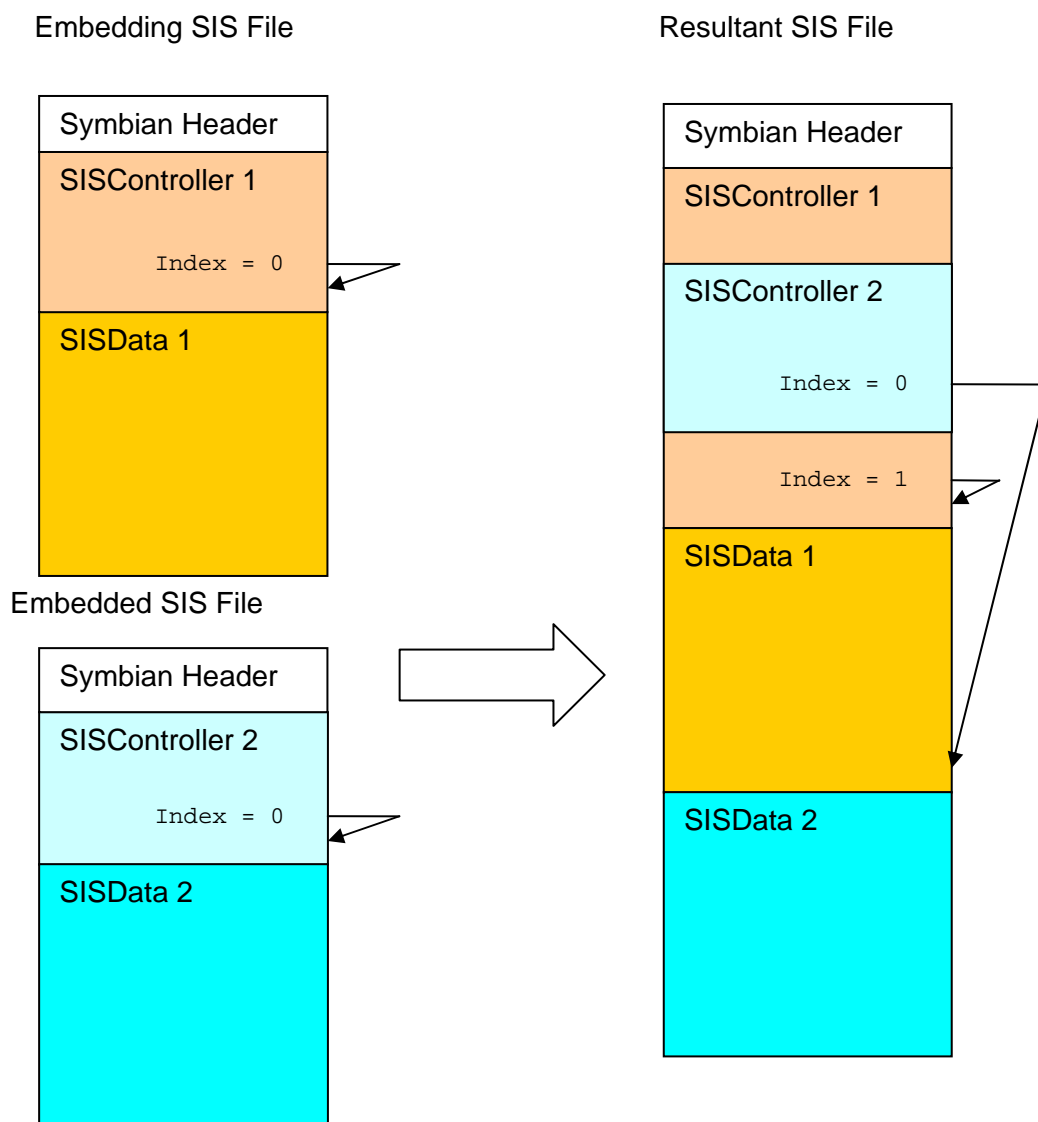 Embedding SIS File
Symbian Header
SISController 1
Index = 0
SISData 1
Embedded SIS File
Symbian Header
SISController 2
Index = 0
SISData 2
Resultant SIS File
Symbian Header
SISController 1
SISController 2
Index = 0
Index = 1
SISData 1
SISData 2